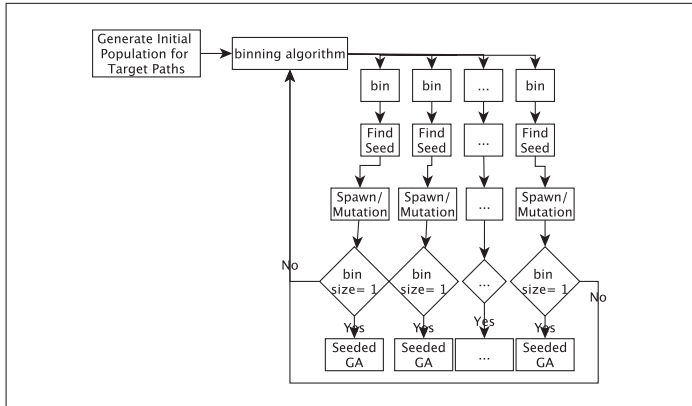 Generate Initial
Population for
Target Paths
binning algorithm
bin
bin
...
bin
Find
Seed
Find
Seed
...
Find
Seed
Spawn/
Mutation
Spawn/
Mutation
...
Spawn/
Mutation
No
bin
size= 1
bin
size= 1
...
bin
size= 1
No
Yes
Yes
Yes
Yes
Seeded
GA
Seeded
GA
...
Seeded
GA